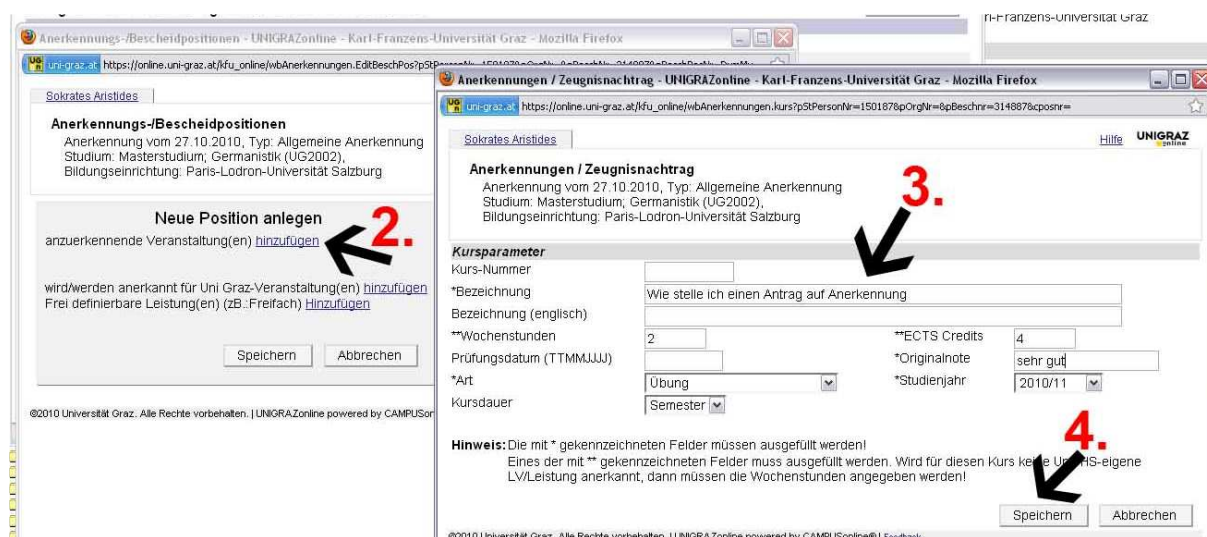 ri-Franzens-Universität Graz
Anerkennungs-/Bescheidpositionen - UNIGRAZonline - Karl-Franzens-Universität Graz - Mozilla Firefox
uni-graz.at https://online.uni-graz.at/kfu_online/wbAnerkennungen.EditBeschPos?pSt
Sokrates Aristides
Anerkennungs-/Bescheidpositionen
Anerkennung vom 27.10.2010, Typ: Allgemeine Anerkennung
Studium: Masterstudium; Germanistik (UG2002),
Bildungseinrichtung: Paris-Lodron-Universität Salzburg
Neue Position anlegen
anzuerkennende Veranstaltung(en) hinzufügen
2.
wird/werden anerkannt für Uni Graz-Veranstaltung(en) hinzufügen
Frei definierbare Leistung(en) (zB.:Freifach) Hinzufügen
Speichern Abbrechen
©2010 Universität Graz. Alle Rechte vorbehalten. | UNIGRAZonline powered by CAMPUSon
Anerkennungen / Zeugnisnachtrag - UNIGRAZonline - Karl-Franzens-Universität Graz - Mozilla Firefox
uni-graz.at https://online.uni-graz.at/kfu_online/wbAnerkennungen.kurs?pStPersonNr=150187&pOrgNr=&pBeschnr=314887&cposnr=
Sokrates Aristides
Hilfe UNIGRAZ online
Anerkennungen / Zeugnisnachtrag
Anerkennung vom 27.10.2010, Typ: Allgemeine Anerkennung
Studium: Masterstudium; Germanistik (UG2002),
Bildungseinrichtung: Paris-Lodron-Universität Salzburg
3.
Kursparameter
Kurs-Nummer
*Bezeichnung Wie stelle ich einen Antrag auf Anerkennung
Bezeichnung (englisch)
**Wochenstunden 2 **ECTS Credits 4
Prüfungsdatum (TTMMJJJJ) *Originalnote sehr gut
*Art Übung *Studienjahr 2010/11
Kursdauer Semester
4.
Hinweis: Die mit * gekennzeichneten Felder müssen ausgefüllt werden!
Eines der mit ** gekennzeichneten Felder muss ausgefüllt werden. Wird für diesen Kurs keine HS-eigene
LV/Leistung anerkannt, dann müssen die Wochenstunden angegeben werden!
Speichern Abbrechen
©2010 Universität Graz. Alle Rechte vorbehalten. | UNIGRAZonline powered by CAMPUSonline® | Feedback